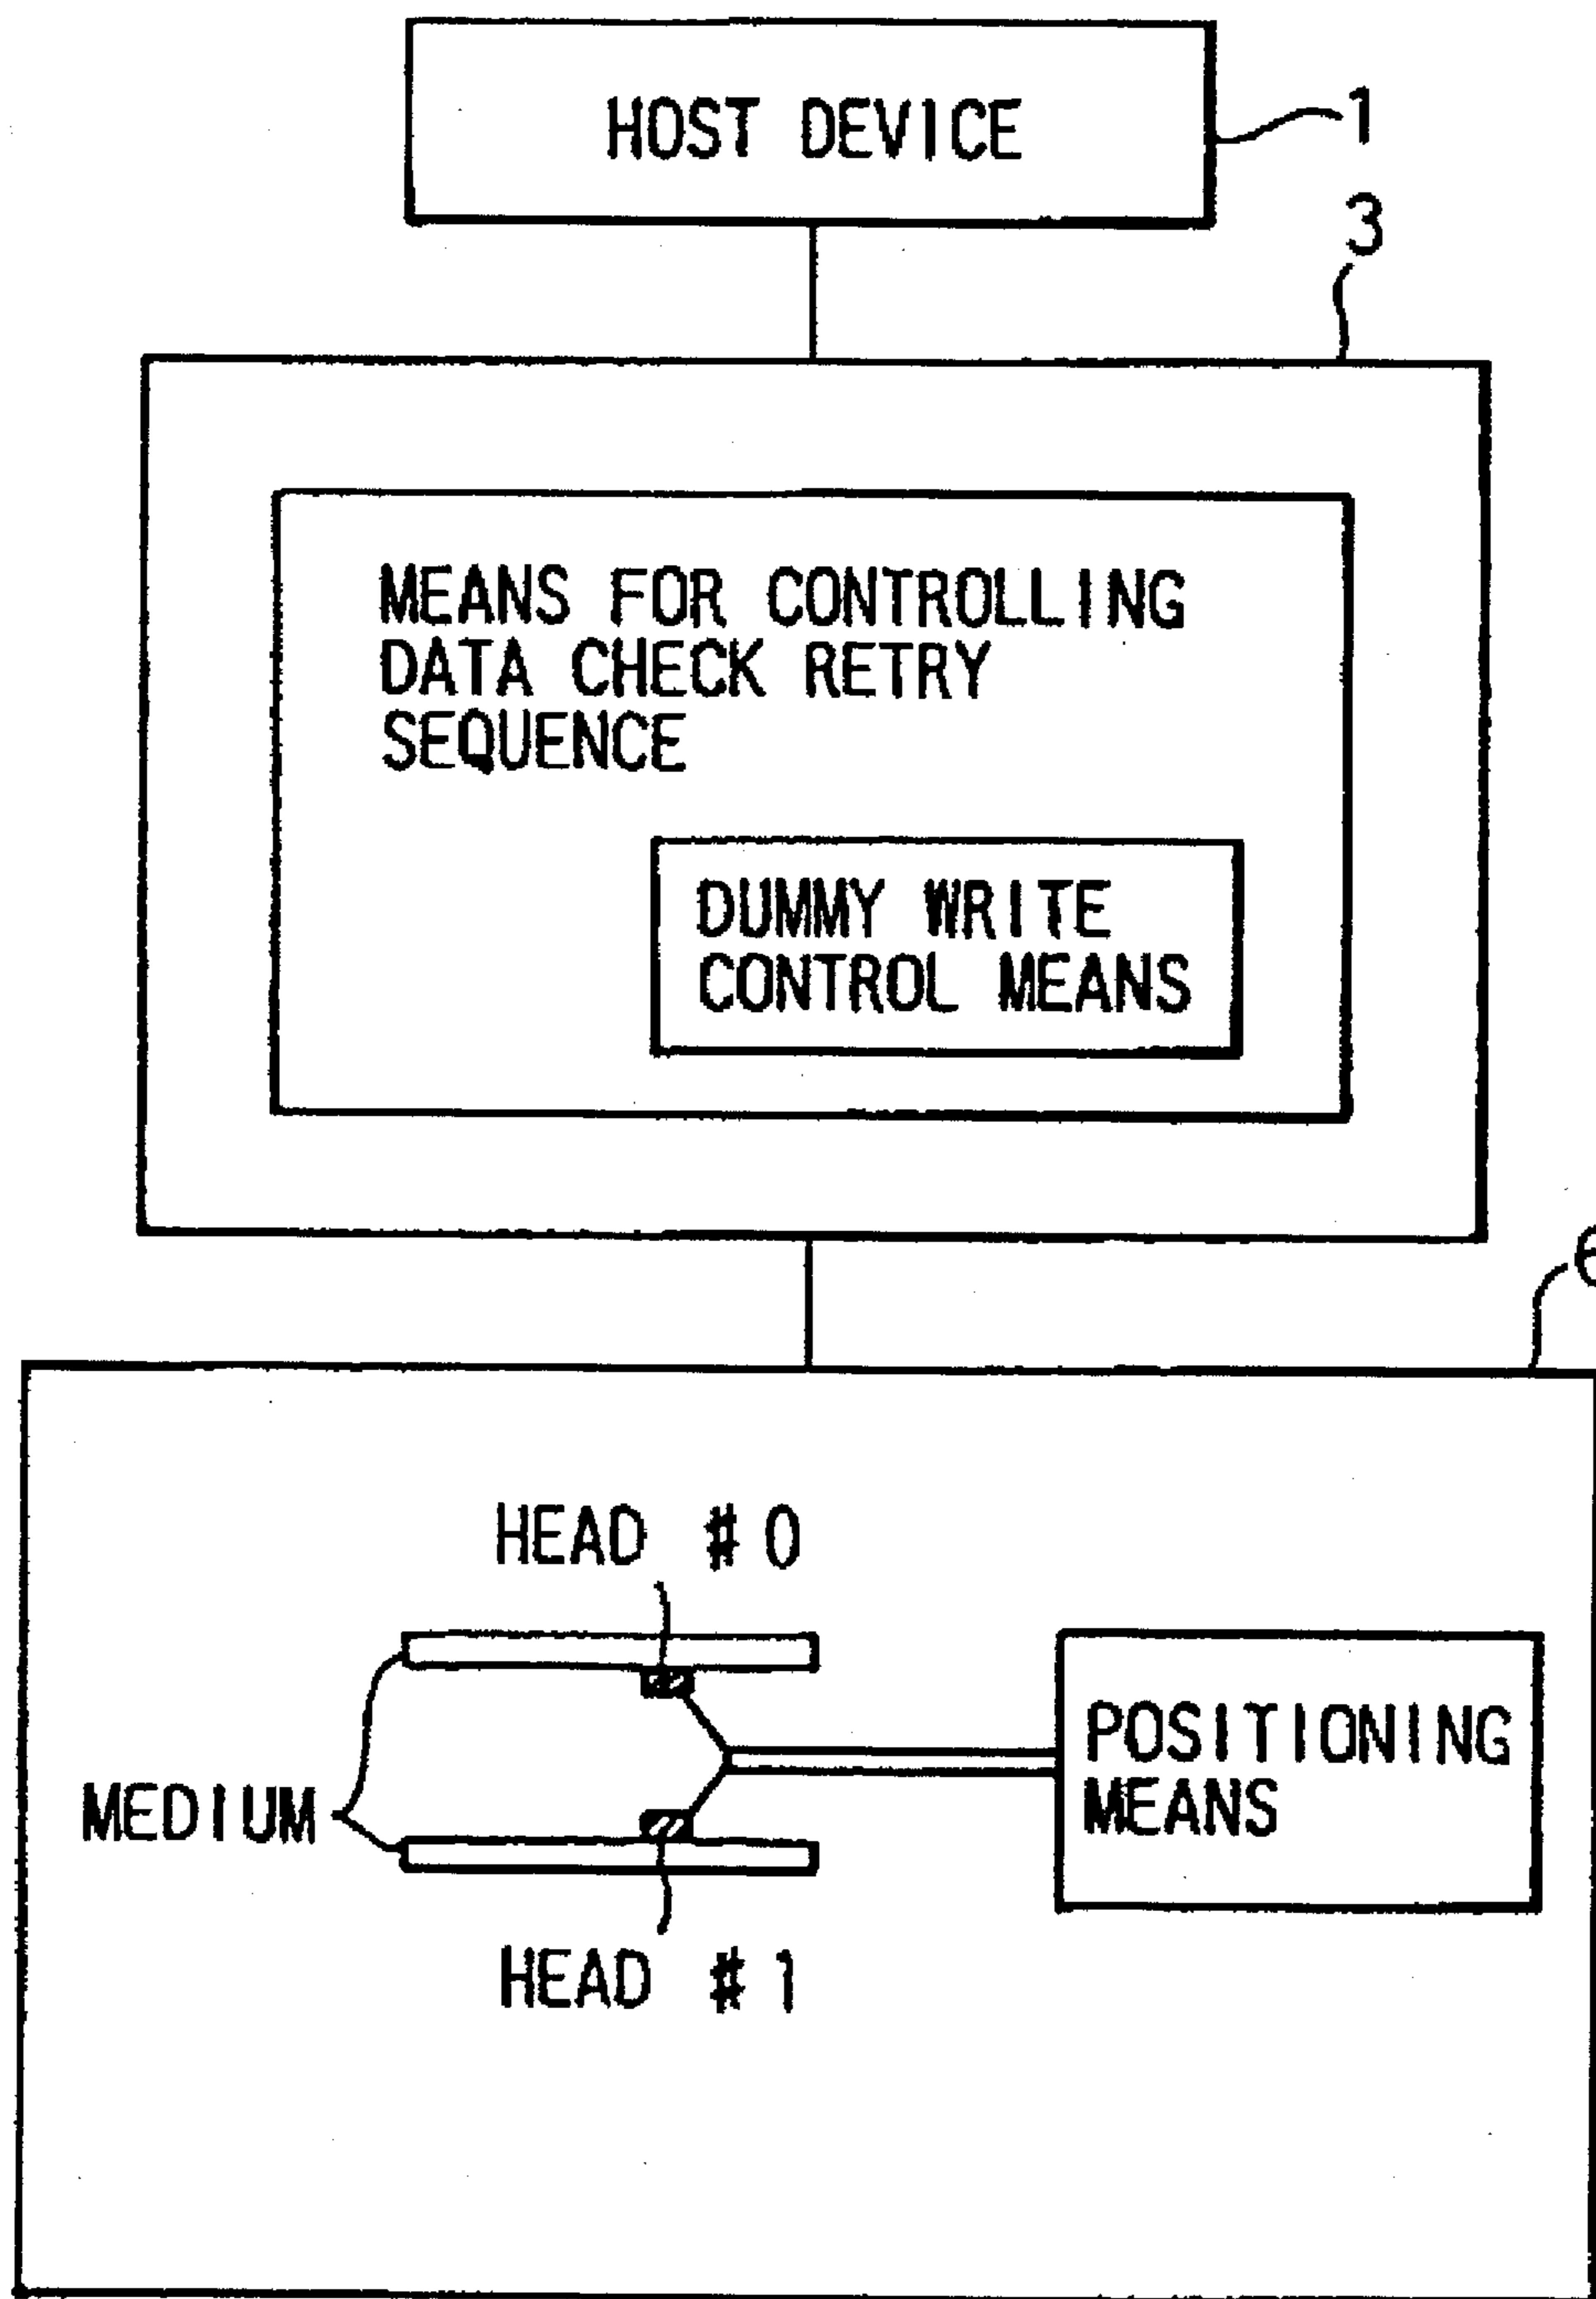 HOST DEVICE
1
3
MEANS FOR CONTROLLING
DATA CHECK RETRY
SEQUENCE
DUMMY WRITE
CONTROL MEANS
6
HEAD #0
MEDIUM
POSITIONING
MEANS
HEAD #1